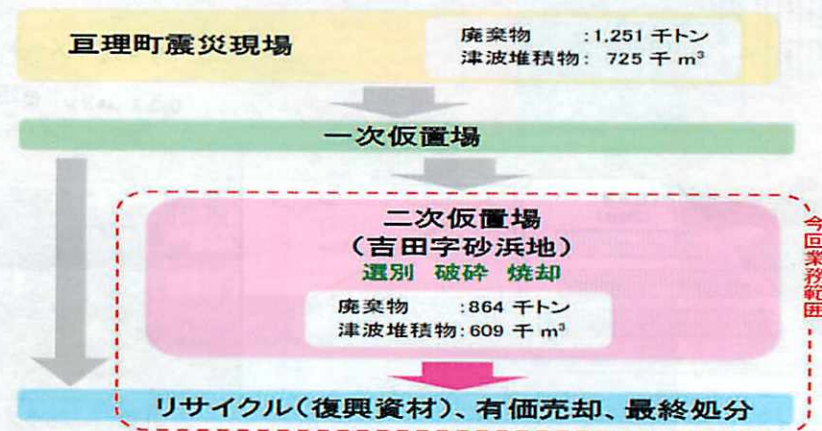 亘理町震災現場
廃棄物　:1,251 千トン
津波堆積物: 725 千 m³
一次仮置場
二次仮置場
(吉田字砂浜地)
選別 破砕 焼却
廃棄物　:864 千トン
津波堆積物:609 千 m³
今回業務範囲
リサイクル(復興資材)、有価売却、最終処分